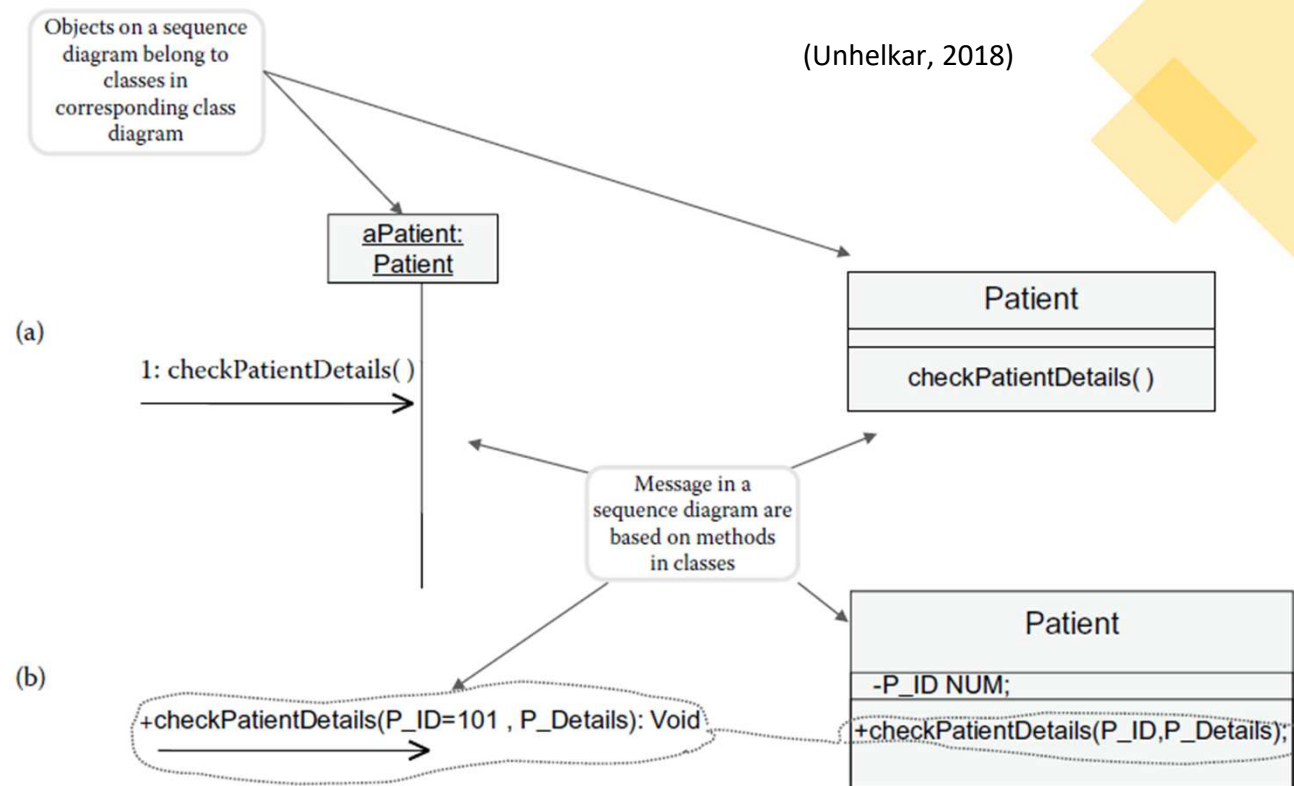 Objects on a sequence
diagram belong to
classes in
corresponding class
diagram
(Unhelkar, 2018)
aPatient:
Patient
Patient
checkPatientDetails( )
(a)
1: checkPatientDetails( )
Message in a
sequence diagram are
based on methods
in classes
(b)
+checkPatientDetails(P_ID=101 , P_Details): Void
Patient
-P_ID NUM;
+checkPatientDetails(P_ID,P_Details);